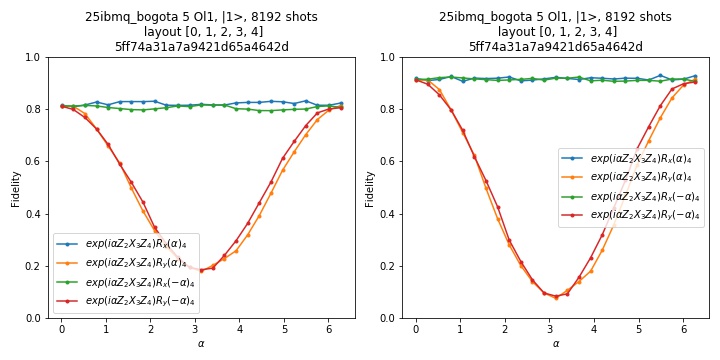 25ibmq_bogota 5 Ol1, |1>, 8192 shots
layout [0, 1, 2, 3, 4]
5ff74a31a7a9421d65a4642d
1.0
0.8
0.6
0.4
0.2
0.0
Fidelity
exp(iαZ₂X₃Z₄)Rₓ(α)₄
exp(iαZ₂X₃Z₄)Rᵧ(α)₄
exp(iαZ₂X₃Z₄)Rₓ(−α)₄
exp(iαZ₂X₃Z₄)Rᵧ(−α)₄
0 1 2 3 4 5 6
α
25ibmq_bogota 5 Ol1, |1>, 8192 shots
layout [0, 1, 2, 3, 4]
5ff74a31a7a9421d65a4642d
1.0
0.8
0.6
0.4
0.2
0.0
Fidelity
exp(iαZ₂X₃Z₄)Rₓ(α)₄
exp(iαZ₂X₃Z₄)Rᵧ(α)₄
exp(iαZ₂X₃Z₄)Rₓ(−α)₄
exp(iαZ₂X₃Z₄)Rᵧ(−α)₄
0 1 2 3 4 5 6
α